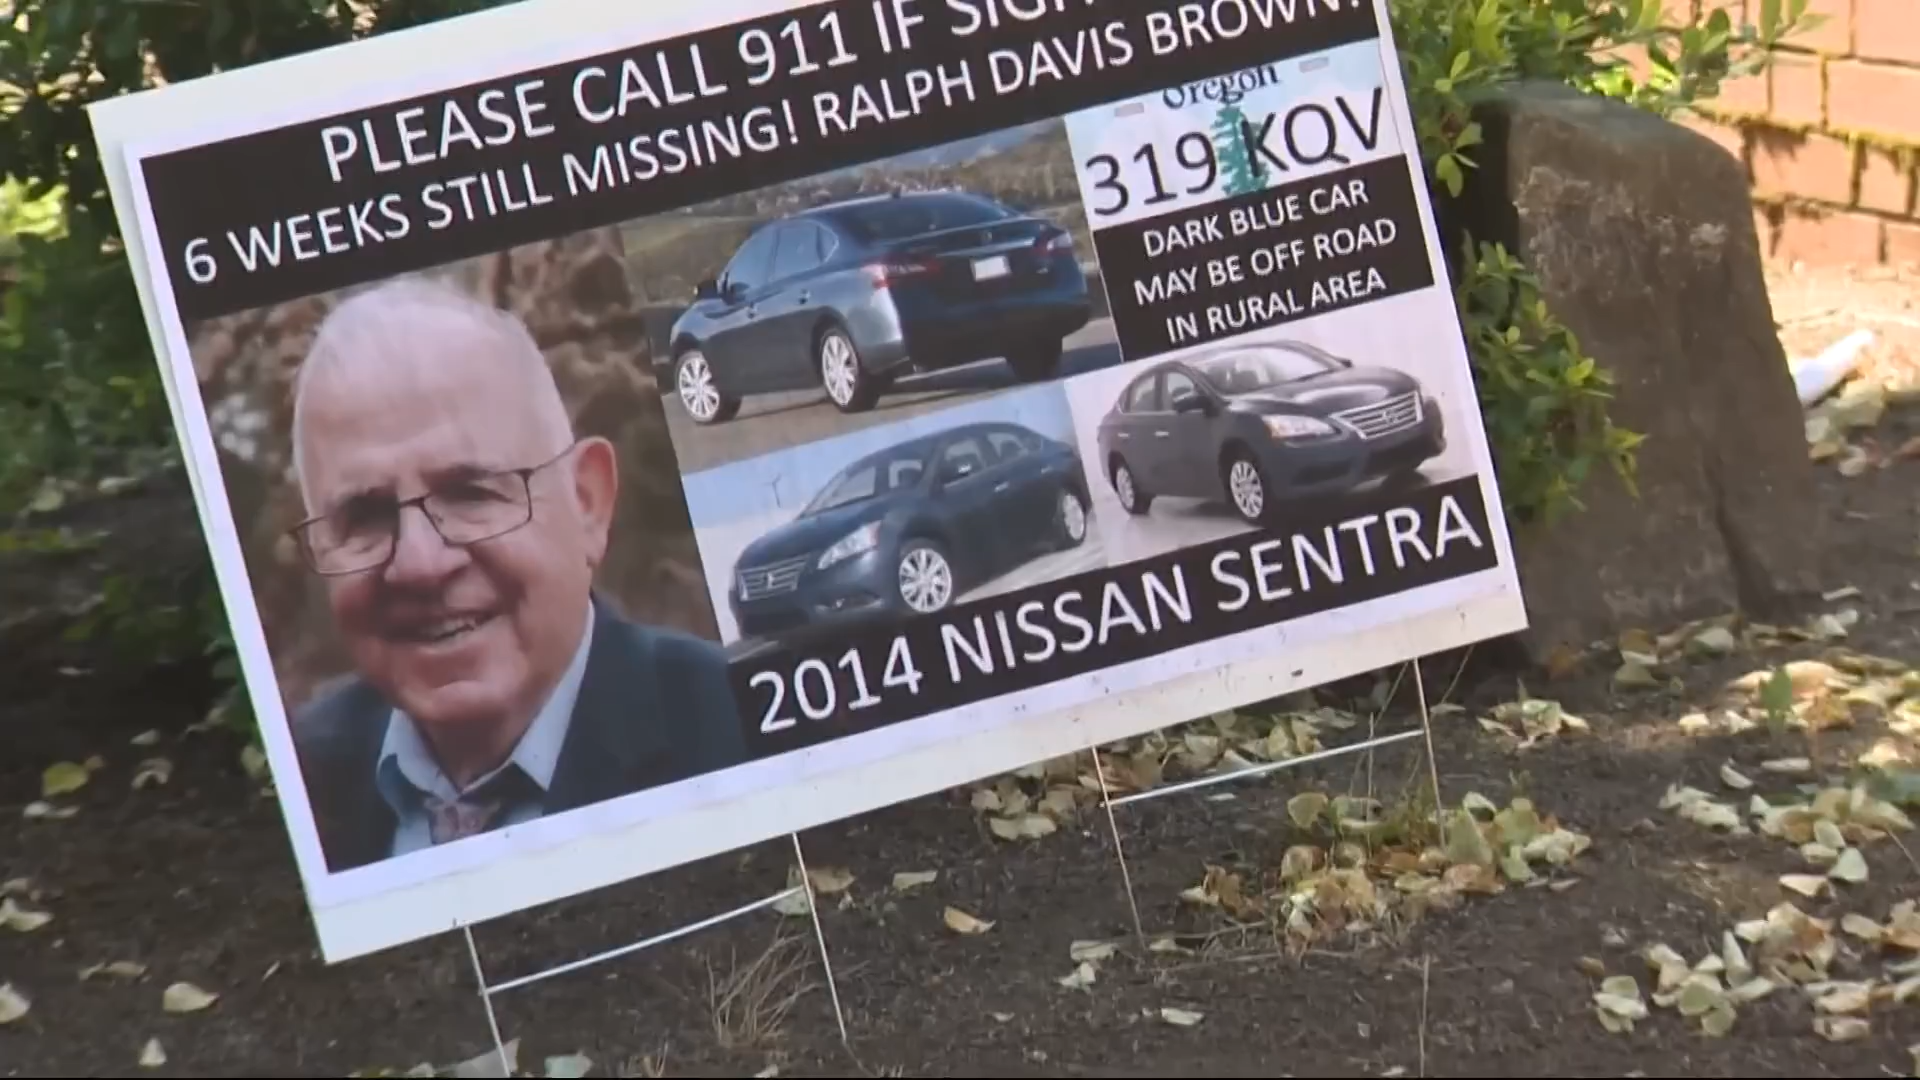 PLEASE CALL 911 IF
6 WEEKS STILL MISSING! RALPH DAVIS BROWN!
Oregon
319 KQV
DARK BLUE CAR
MAY BE OFF ROAD
IN RURAL AREA
2014 NISSAN SENTRA